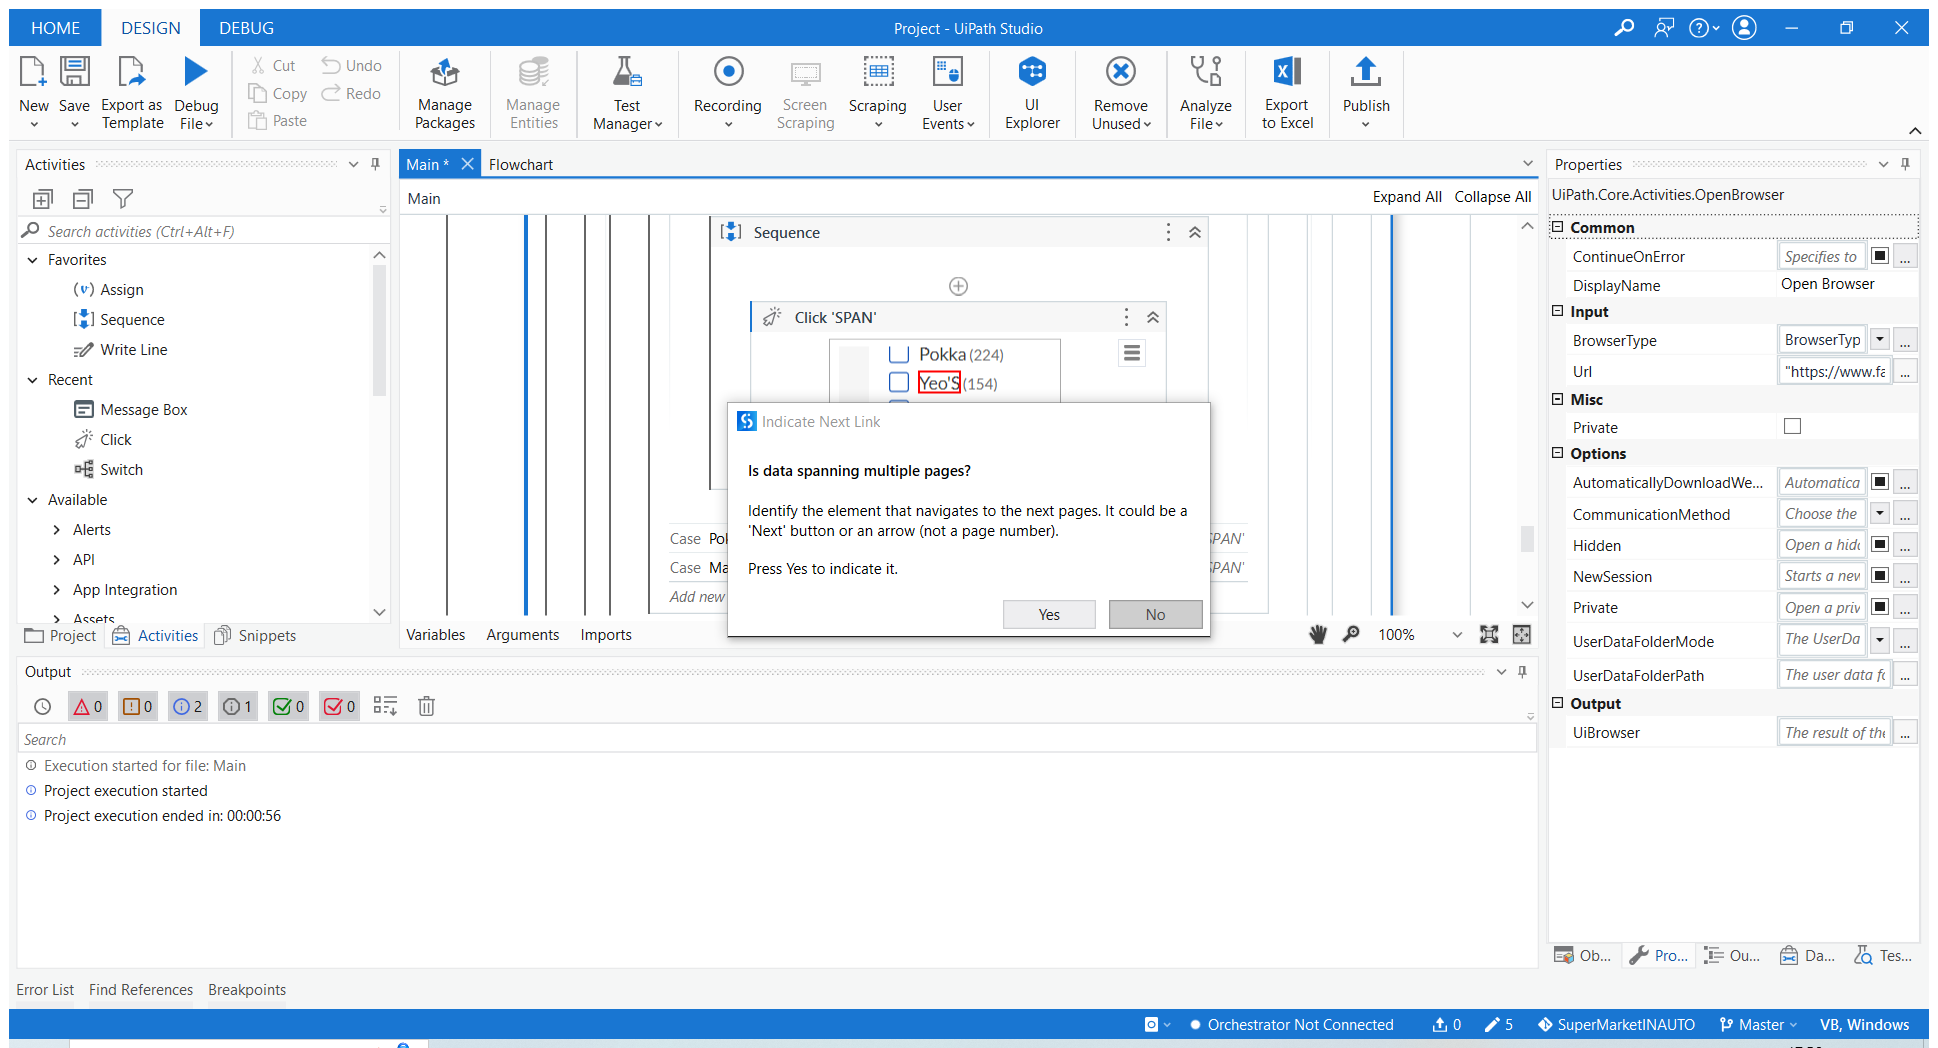 HOME DESIGN DEBUG Project - UiPath Studio
New Save Export as Template Debug File Cut Copy Paste Undo Redo Manage Packages Manage Entities Test Manager Recording Screen Scraping Scraping User Events UI Explorer Remove Unused Analyze File Export to Excel Publish
Activities
Search activities (Ctrl+Alt+F)
Favorites
(v) Assign
Sequence
Write Line
Recent
Message Box
Click
Switch
Available
Alerts
API
App Integration
Assets
Project Activities Snippets
Main * Flowchart
Main Expand All Collapse All
Sequence
Click 'SPAN'
Pokka (224)
Yeo'S (154)
Indicate Next Link
Is data spanning multiple pages?
Identify the element that navigates to the next pages. It could be a
'Next' button or an arrow (not a page number).
Press Yes to indicate it.
Yes No
Case Pok SPAN'
Case Ma SPAN'
Add new
Variables Arguments Imports 100%
Output
0 0 2 1 0 0
Search
Execution started for file: Main
Project execution started
Project execution ended in: 00:00:56
Error List Find References Breakpoints
Properties
UiPath.Core.Activities.OpenBrowser
Common
ContinueOnError Specifies to ...
DisplayName Open Browser
Input
BrowserType BrowserTyp ...
Url "https://www.fa ...
Misc
Private
Options
AutomaticallyDownloadWe... Automatica ...
CommunicationMethod Choose the ...
Hidden Open a hidd ...
NewSession Starts a new ...
Private Open a priv ...
UserDataFolderMode The UserDa ...
UserDataFolderPath The user data fo ...
Output
UiBrowser The result of the ...
Ob... Pro... Ou... Da... Tes...
Orchestrator Not Connected 0 5 SuperMarketINAUTO Master VB, Windows